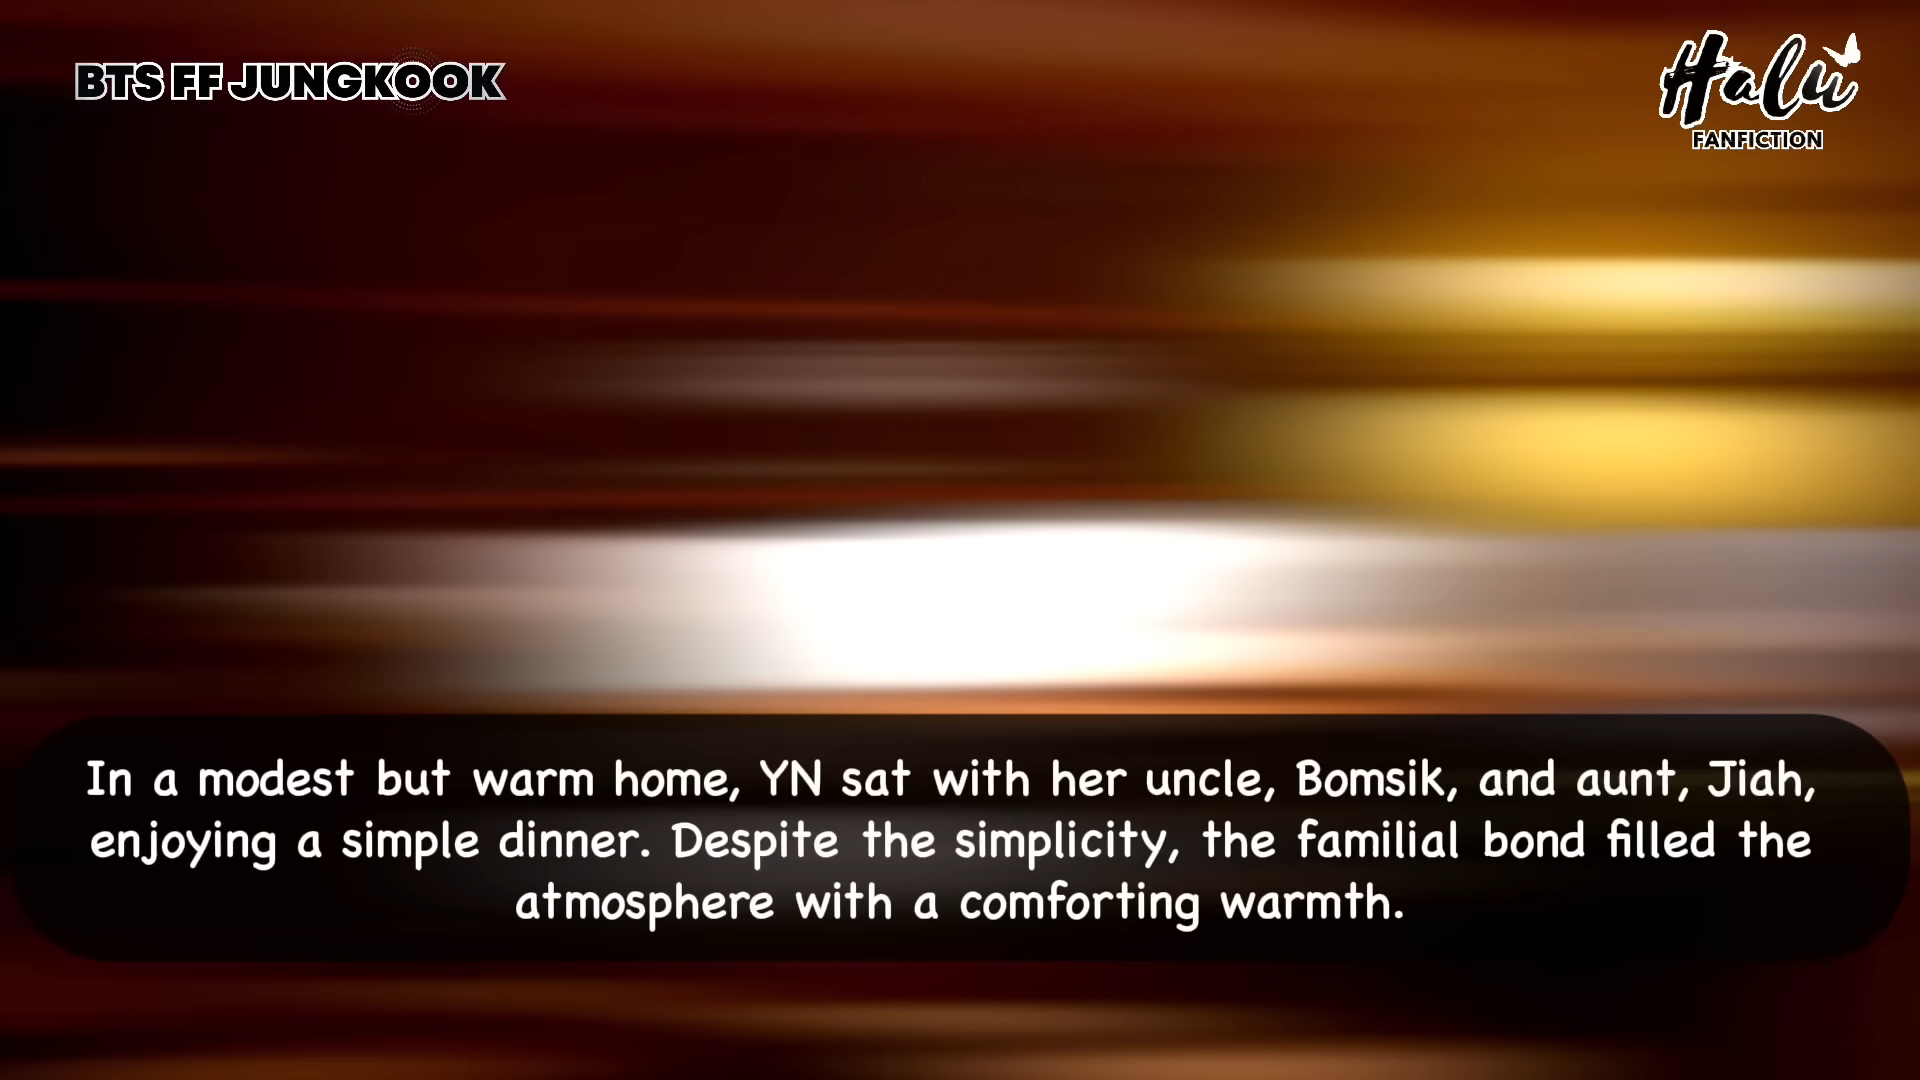 BTS FF JUNGKOOK
Halu
FANFICTION
In a modest but warm home, YN sat with her uncle, Bomsik, and aunt, Jiah,
enjoying a simple dinner. Despite the simplicity, the familial bond filled the
atmosphere with a comforting warmth.